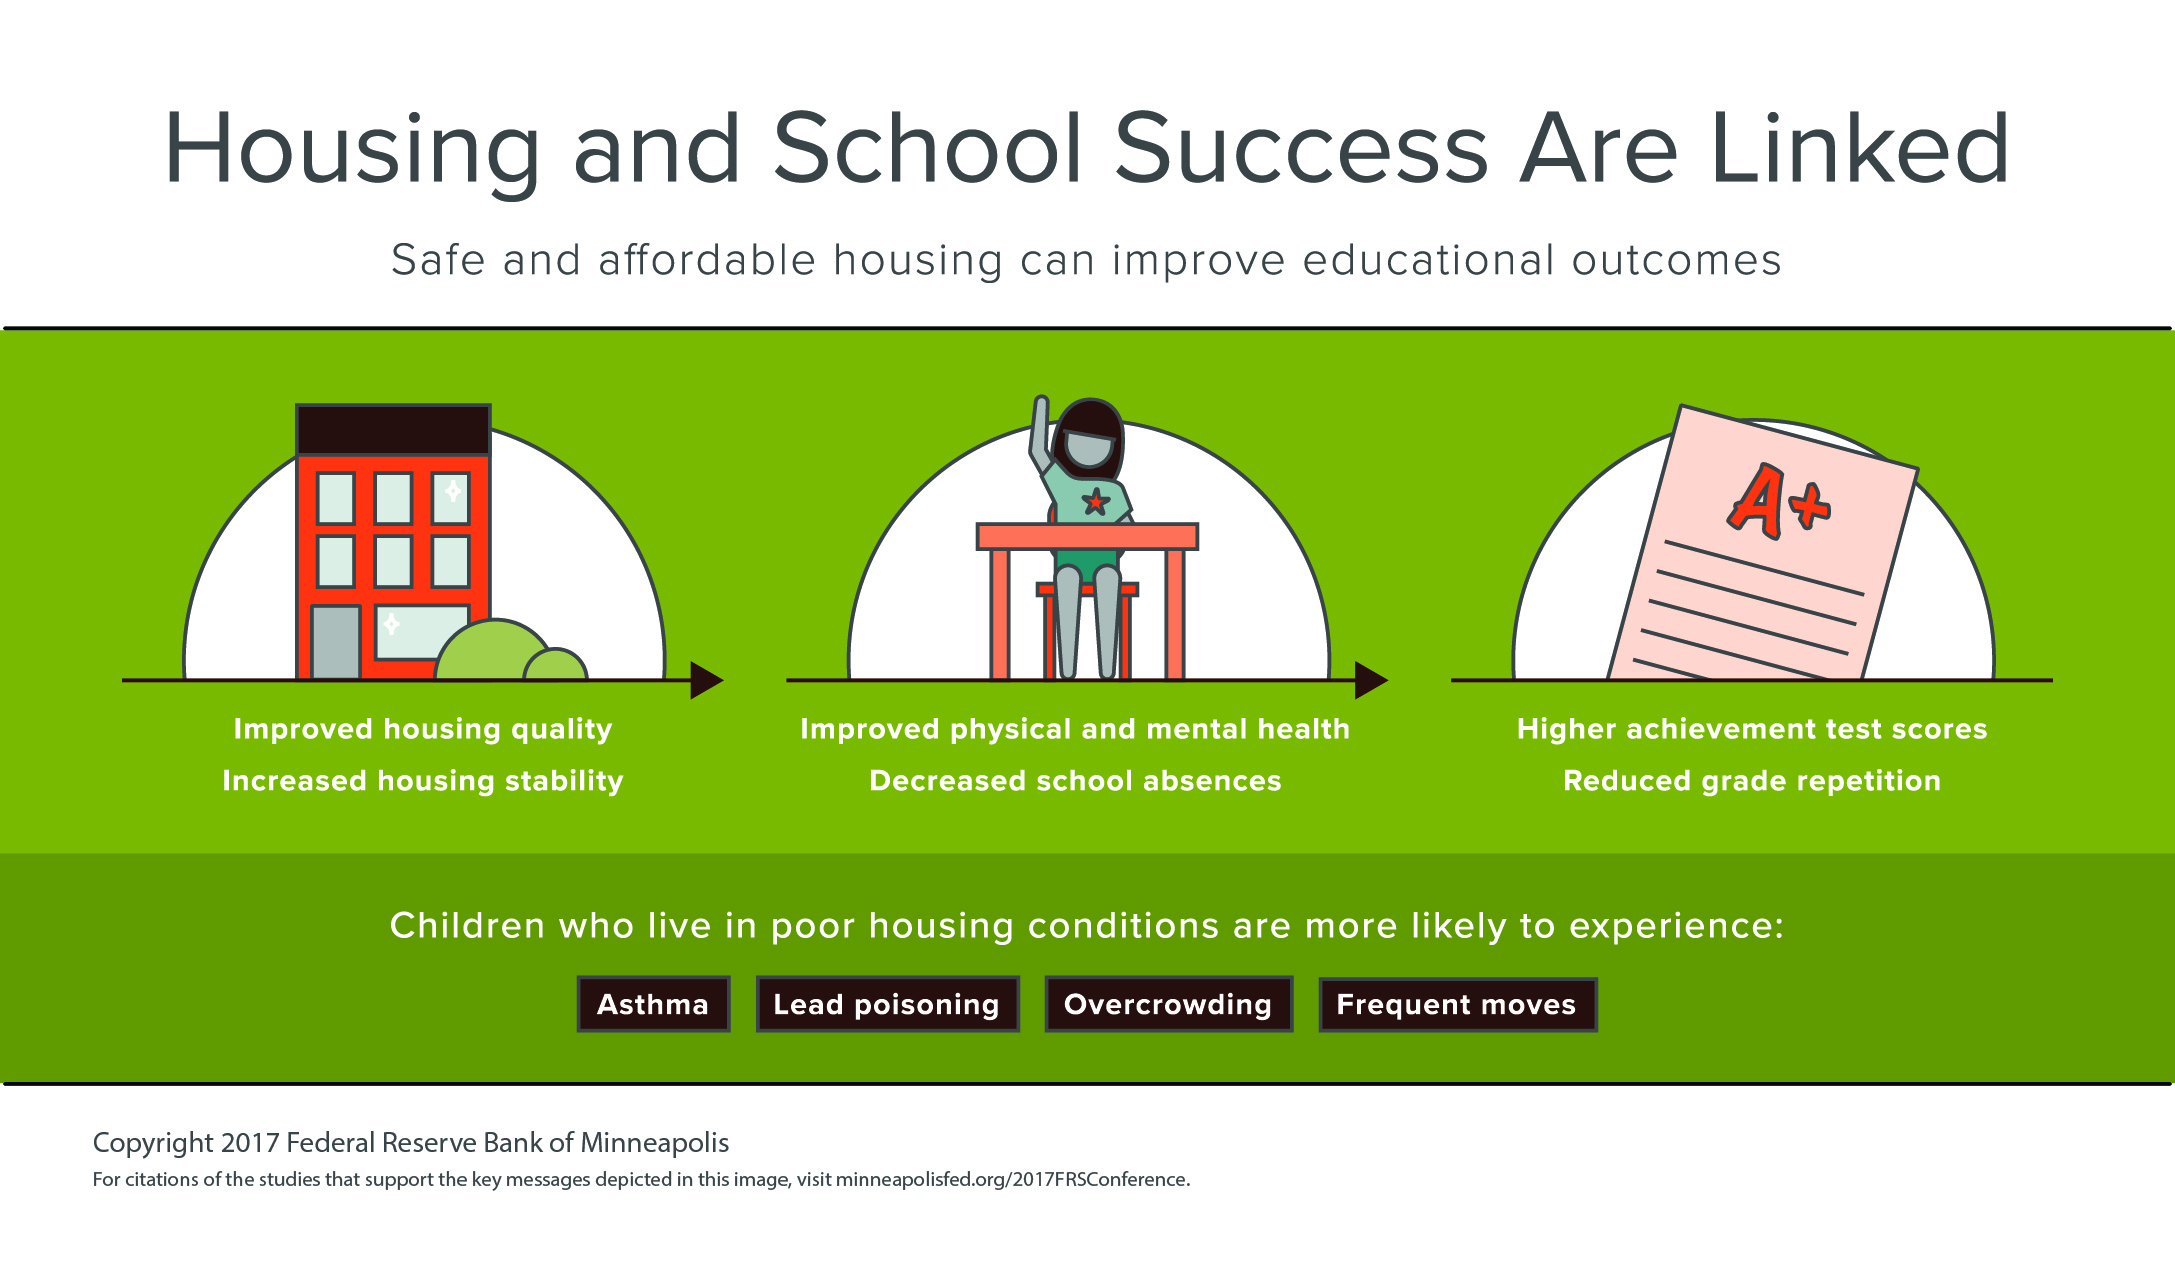 Housing and School Success Are Linked
Safe and affordable housing can improve educational outcomes
A+
Improved housing quality
Increased housing stability
Improved physical and mental health
Decreased school absences
Higher achievement test scores
Reduced grade repetition
Children who live in poor housing conditions are more likely to experience:
Asthma
Lead poisoning
Overcrowding
Frequent moves
Copyright 2017 Federal Reserve Bank of Minneapolis
For citations of the studies that support the key messages depicted in this image, visit minneapolisfed.org/2017FRSConference.